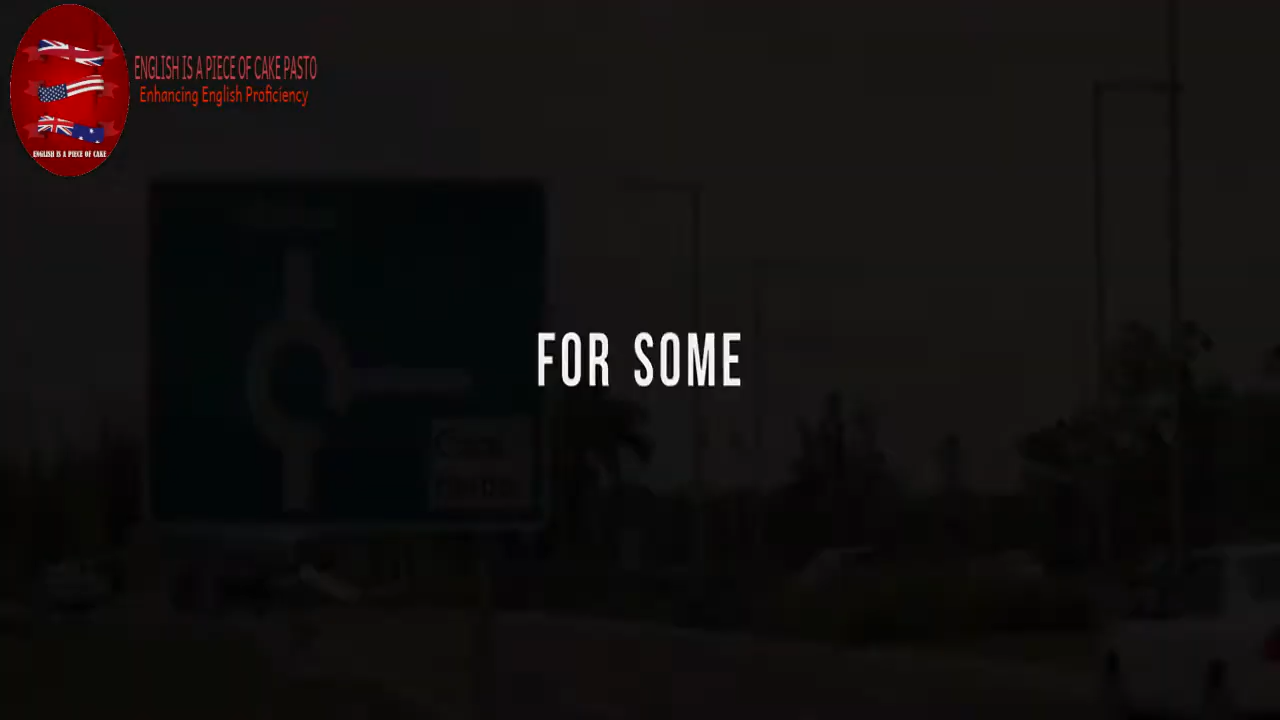 ENGLISH IS A PIECE OF CAKE PASTO
Enhancing English Proficiency
ENGLISH IS A PIECE OF CAKE
FOR SOME